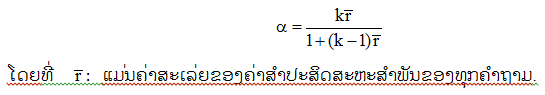 α = kr̅ / 1+(k−1)r̅
ໂດຍທີ່ r̅ : ແມ່ນຄ່າສະເລ່ຍຂອງຄ່າສຳປະສິດສະຫະສຳພັນຂອງທຸກຄຳຖາມ.